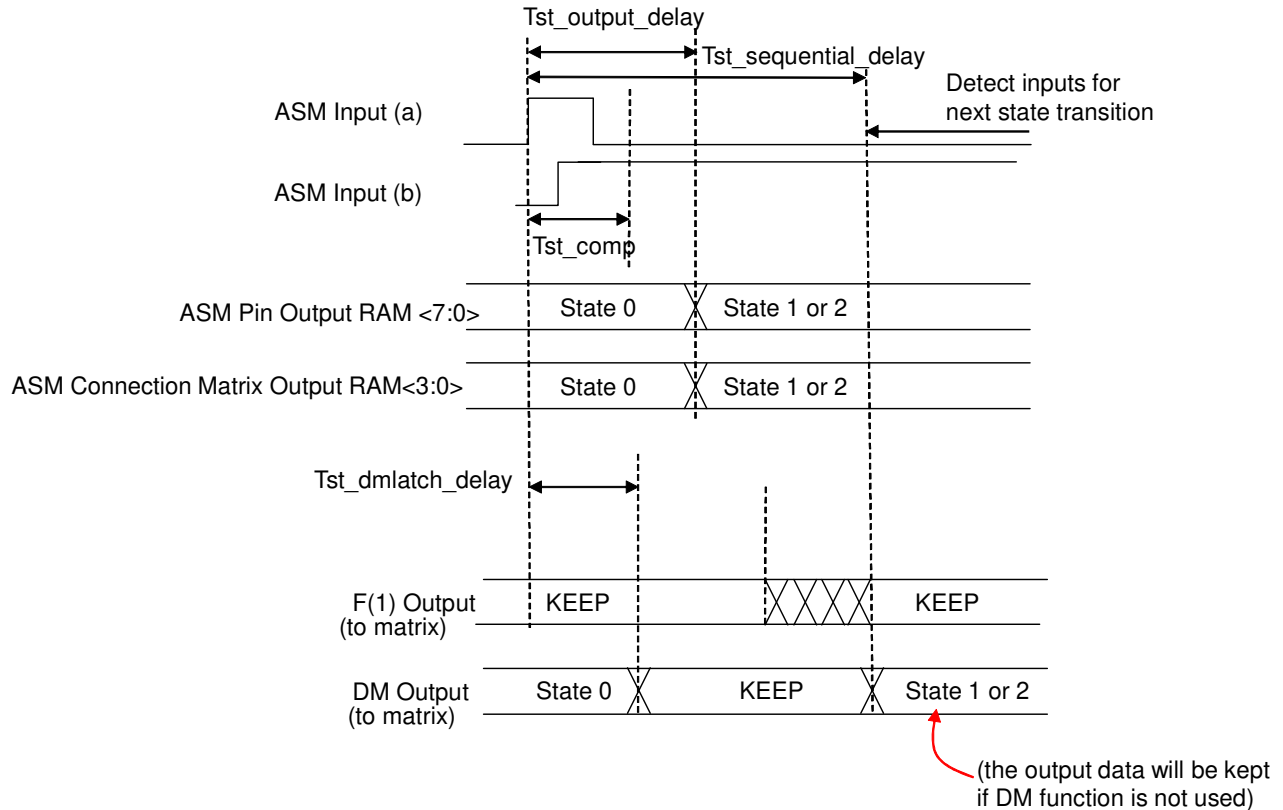 Tst_output_delay
Tst_sequential_delay
Detect inputs for
next state transition
ASM Input (a)
ASM Input (b)
Tst_comp
ASM Pin Output RAM <7:0>
State 0
State 1 or 2
ASM Connection Matrix Output RAM<3:0>
State 0
State 1 or 2
Tst_dmlatch_delay
F(1) Output
(to matrix)
KEEP
KEEP
DM Output
(to matrix)
State 0
KEEP
State 1 or 2
(the output data will be kept
if DM function is not used)